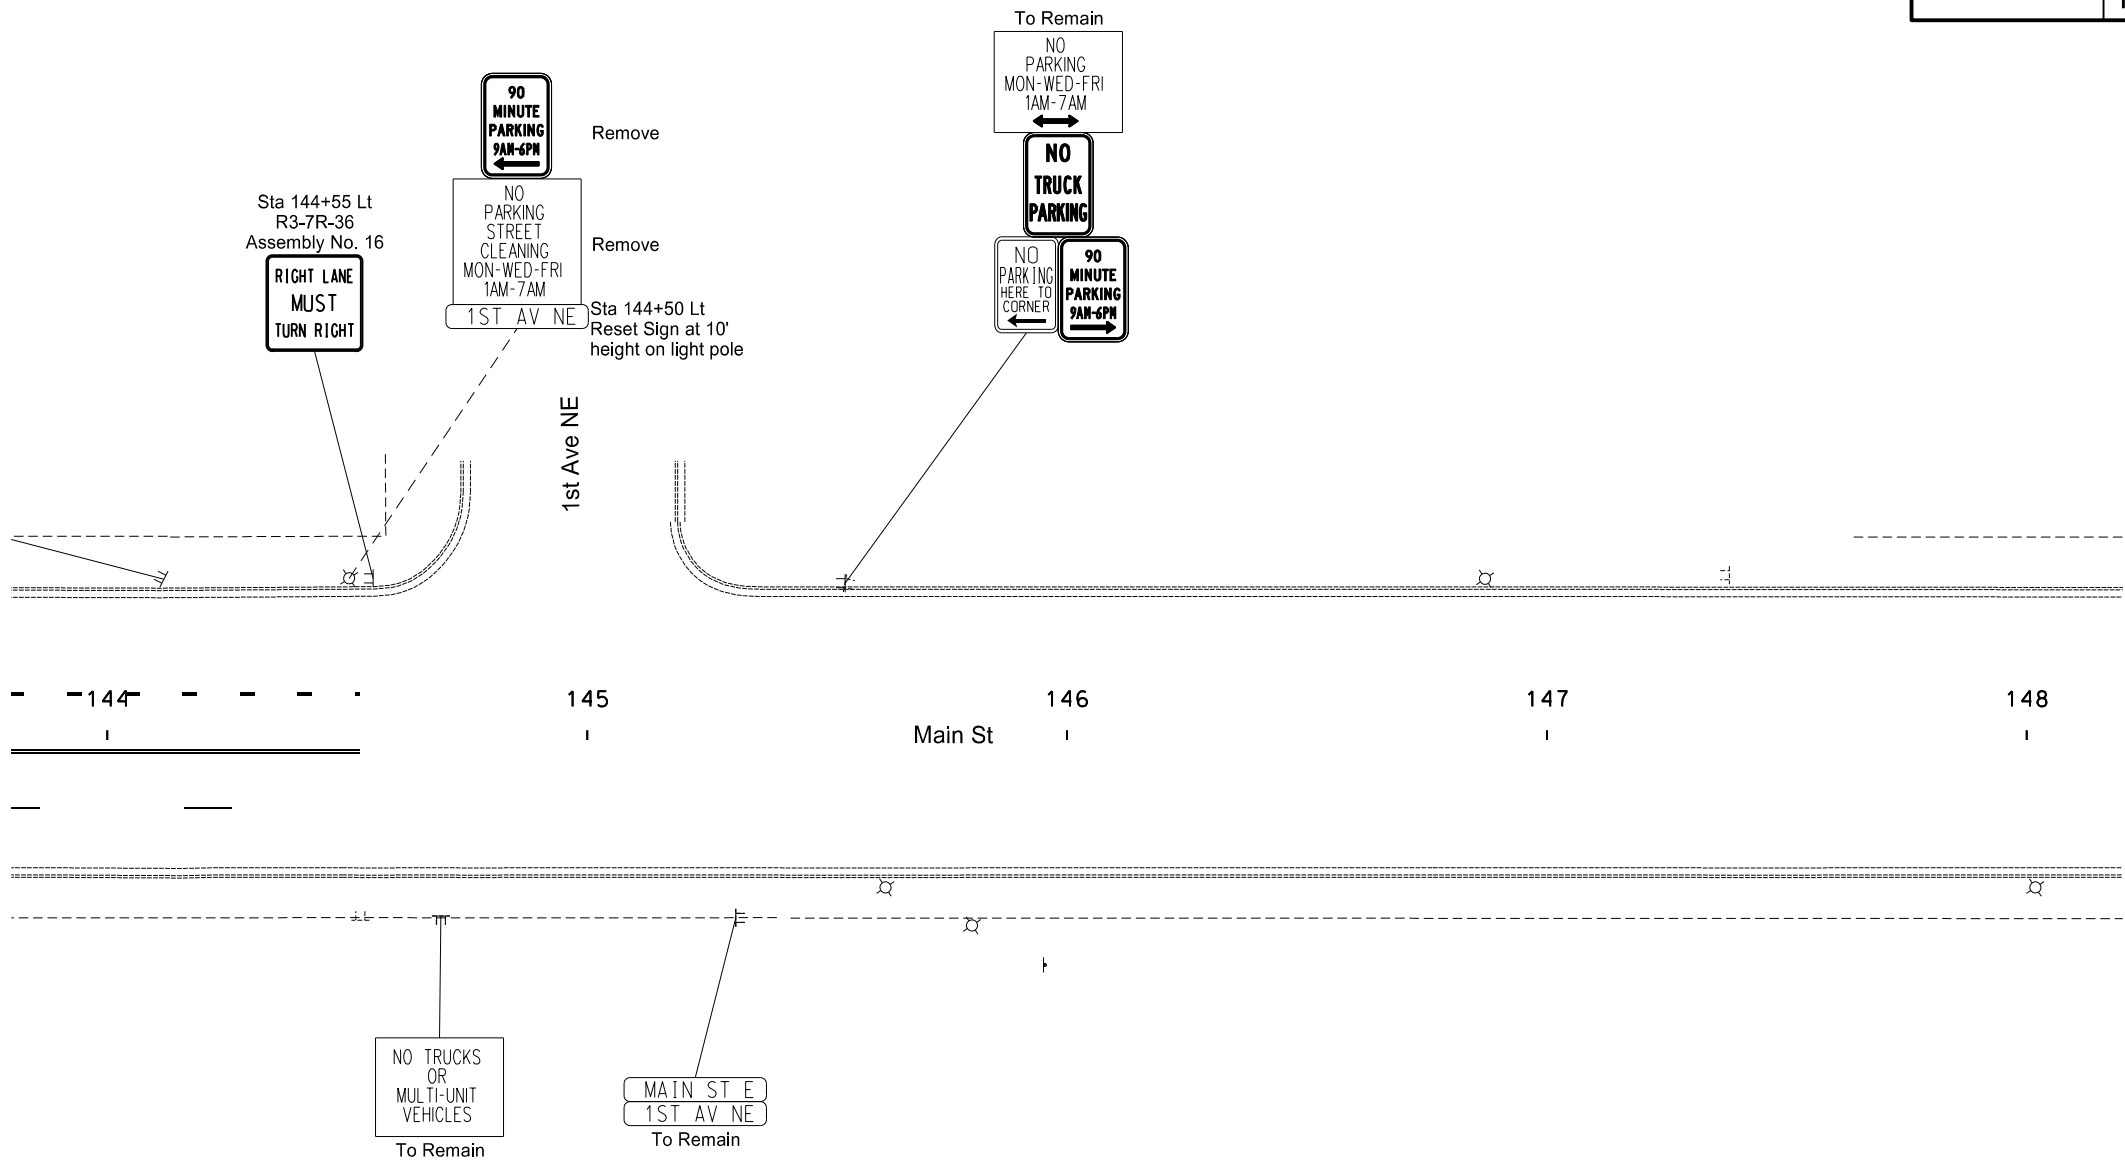 To Remain
NO
PARKING
MON-WED-FRI
1AM-7AM
NO
TRUCK
PARKING
NO
PARKING
HERE TO
CORNER
90
MINUTE
PARKING
9AM-6PM
90
MINUTE
PARKING
9AM-6PM
Remove
NO
PARKING
STREET
CLEANING
MON-WED-FRI
1AM-7AM
Remove
1ST AV NE
Sta 144+50 Lt
Reset Sign at 10'
height on light pole
Sta 144+55 Lt
R3-7R-36
Assembly No. 16
RIGHT LANE
MUST
TURN RIGHT
1st Ave NE
144
145
146
147
148
Main St
NO TRUCKS
OR
MULTI-UNIT
VEHICLES
To Remain
MAIN ST E
1ST AV NE
To Remain